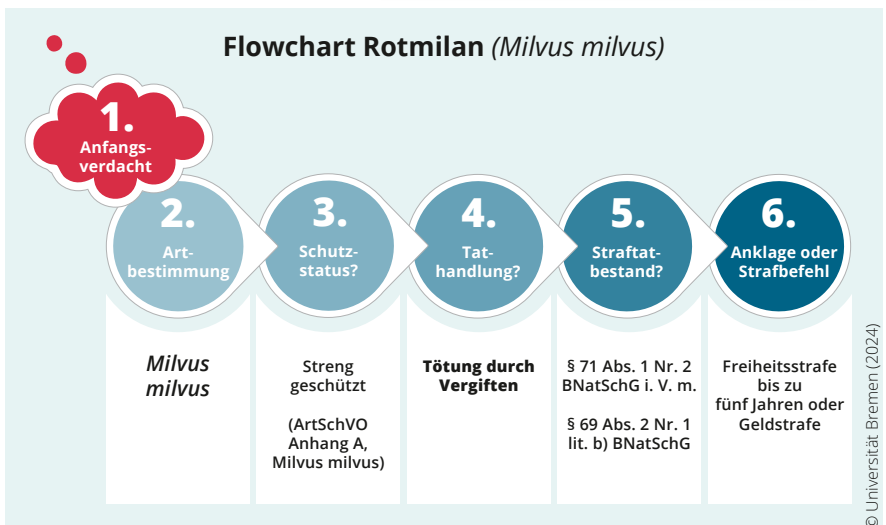 Flowchart Rotmilan (Milvus milvus)
1.
Anfangs-
verdacht
2.
Art-
bestimmung
3.
Schutz-
status?
4.
Tat-
handlung?
5.
Straftat-
bestand?
6.
Anklage oder
Strafbefehl
Milvus
milvus
Streng
geschützt
(ArtSchVO
Anhang A,
Milvus milvus)
Tötung durch
Vergiften
§ 71 Abs. 1 Nr. 2
BNatSchG i. V. m.
§ 69 Abs. 2 Nr. 1
lit. b) BNatSchG
Freiheitsstrafe
bis zu
fünf Jahren oder
Geldstrafe
© Universität Bremen (2024)